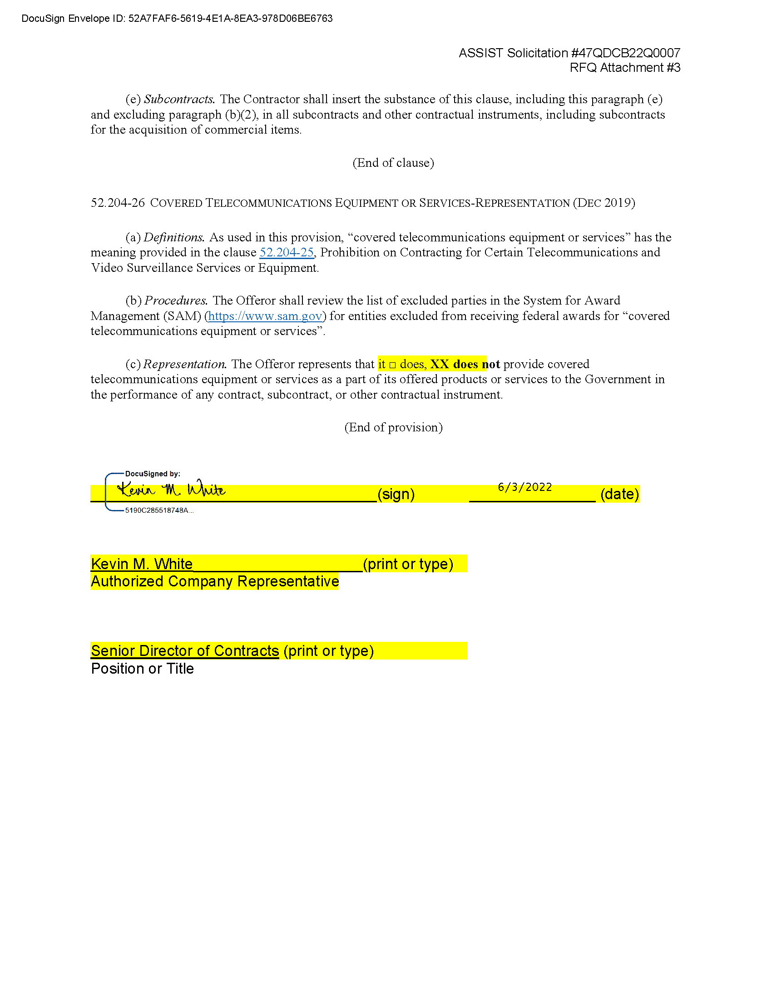 DocuSign Envelope ID: 52A7FAF6-5619-4E1A-8EA3-978D06BE6763
ASSIST Solicitation #47QDCB22Q0007
RFQ Attachment #3
(e) Subcontracts. The Contractor shall insert the substance of this clause, including this paragraph (e)
and excluding paragraph (b)(2), in all subcontracts and other contractual instruments, including subcontracts
for the acquisition of commercial items.
(End of clause)
52.204-26 COVERED TELECOMMUNICATIONS EQUIPMENT OR SERVICES-REPRESENTATION (DEC 2019)
(a) Definitions. As used in this provision, “covered telecommunications equipment or services” has the
meaning provided in the clause 52.204-25, Prohibition on Contracting for Certain Telecommunications and
Video Surveillance Services or Equipment.
(b) Procedures. The Offeror shall review the list of excluded parties in the System for Award
Management (SAM) (https://www.sam.gov) for entities excluded from receiving federal awards for “covered
telecommunications equipment or services”.
(c) Representation. The Offeror represents that it □ does, XX does not provide covered
telecommunications equipment or services as a part of its offered products or services to the Government in
the performance of any contract, subcontract, or other contractual instrument.
(End of provision)
DocuSigned by:
Kevin M. White (sign) 6/3/2022 (date)
5190C285518748A...
Kevin M. White (print or type)
Authorized Company Representative
Senior Director of Contracts (print or type)
Position or Title